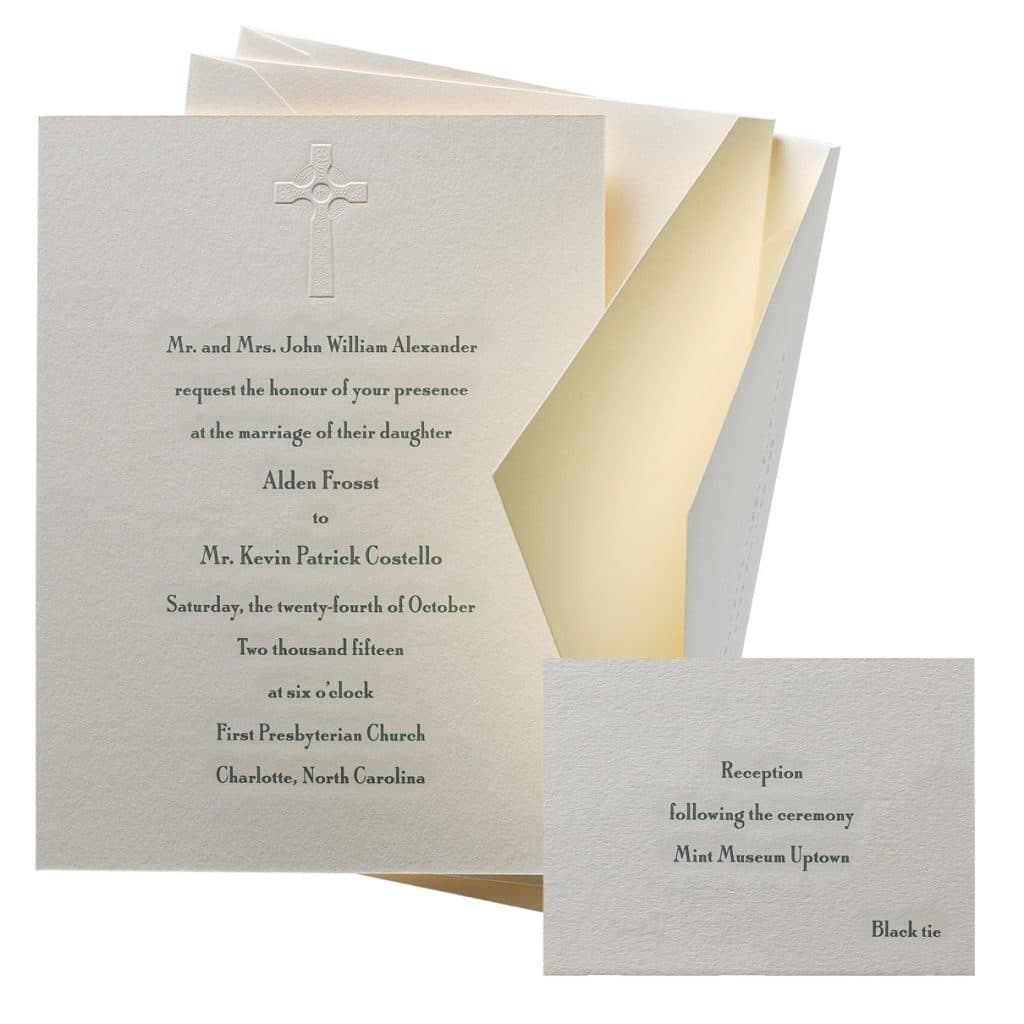 Mr. and Mrs. John William Alexander
request the honour of your presence
at the marriage of their daughter
Alden Frosst
to
Mr. Kevin Patrick Costello
Saturday, the twenty-fourth of October
Two thousand fifteen
at six o’clock
First Presbyterian Church
Charlotte, North Carolina
Reception
following the ceremony
Mint Museum Uptown
Black tie